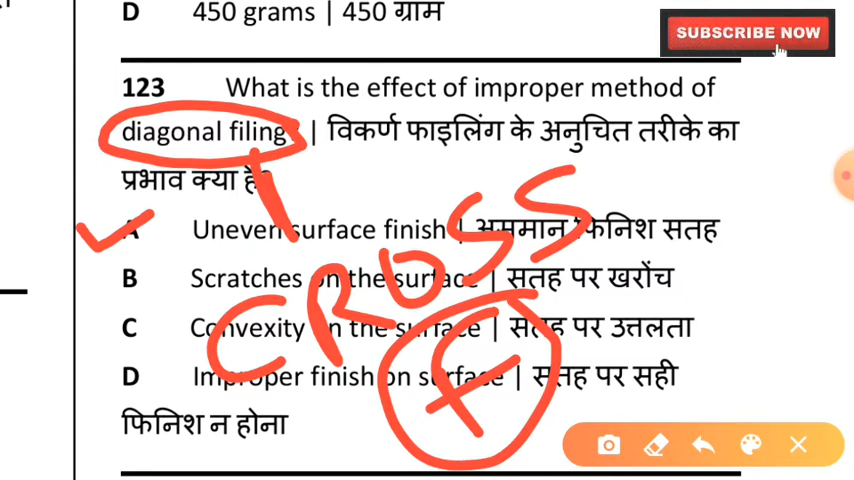 D 450 grams | 450 ग्राम
SUBSCRIBE NOW
123 What is the effect of improper method of
diagonal filing? | विकर्ण फाइलिंग के अनुचित तरीके का
प्रभाव क्या है?
A Uneven surface finish | असमान फिनिश सतह
B Scratches on the surface | सतह पर खरोंच
C Convexity on the surface | सतह पर उत्तलता
D Improper finish on surface | सतह पर सही
फिनिश न होना
CROSS
F